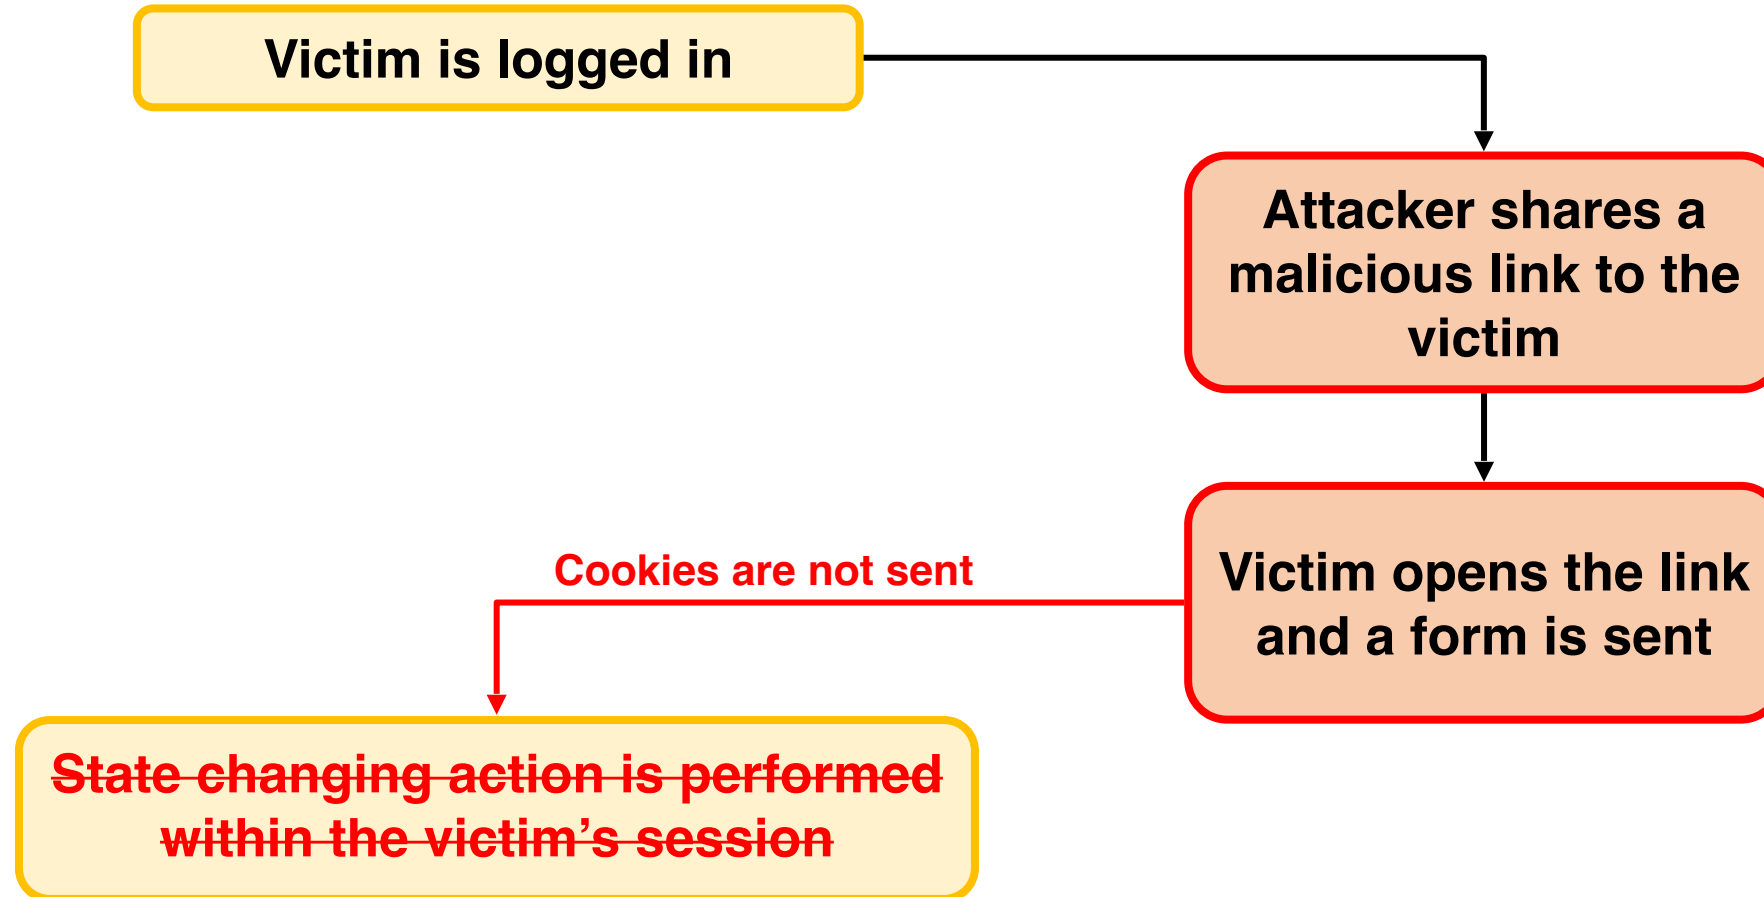 Victim is logged in
Attacker shares a
malicious link to the
victim
Victim opens the link
and a form is sent
Cookies are not sent
State changing action is performed
within the victim’s session